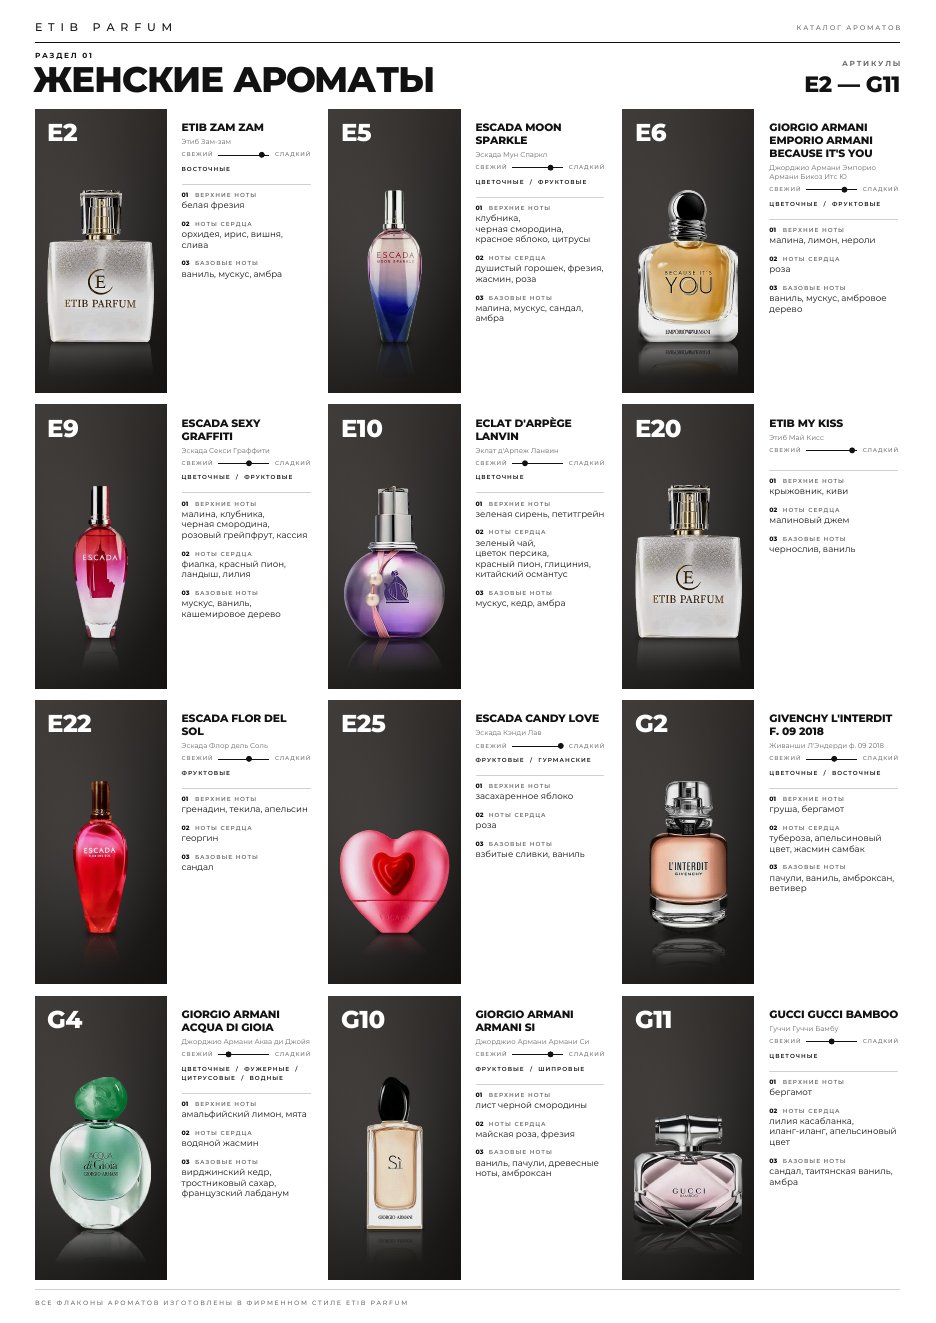 ETIB PARFUM
КАТАЛОГ АРОМАТОВ
РАЗДЕЛ 01
ЖЕНСКИЕ АРОМАТЫ
АРТИКУЛЫ
E2 — G11
E2
ETIB PARFUM
ETIB ZAM ZAM
Этиб Зам-зам
СВЕЖИЙ СЛАДКИЙ
ВОСТОЧНЫЕ
01 ВЕРХНИЕ НОТЫ
белая фрезия
02 НОТЫ СЕРДЦА
орхидея, ирис, вишня,
слива
03 БАЗОВЫЕ НОТЫ
ваниль, мускус, амбра
E5
ESCADA
MOON SPARKLE
ESCADA MOON
SPARKLE
Эскада Мун Спаркл
СВЕЖИЙ СЛАДКИЙ
ЦВЕТОЧНЫЕ / ФРУКТОВЫЕ
01 ВЕРХНИЕ НОТЫ
клубника,
черная смородина,
красное яблоко, цитрусы
02 НОТЫ СЕРДЦА
душистый горошек, фрезия,
жасмин, роза
03 БАЗОВЫЕ НОТЫ
малина, мускус, сандал,
амбра
E6
BECAUSE IT'S
YOU
EMPORIO ARMANI
GIORGIO ARMANI
EMPORIO ARMANI
BECAUSE IT'S YOU
Джорджио Армани Эмпорио
Армани Бикоз Итс Ю
СВЕЖИЙ СЛАДКИЙ
ЦВЕТОЧНЫЕ / ФРУКТОВЫЕ
01 ВЕРХНИЕ НОТЫ
малина, лимон, нероли
02 НОТЫ СЕРДЦА
роза
03 БАЗОВЫЕ НОТЫ
ваниль, мускус, амбровое
дерево
E9
ESCADA
ESCADA SEXY
GRAFFITI
Эскада Секси Граффити
СВЕЖИЙ СЛАДКИЙ
ЦВЕТОЧНЫЕ / ФРУКТОВЫЕ
01 ВЕРХНИЕ НОТЫ
малина, клубника,
черная смородина,
розовый грейпфрут, кассия
02 НОТЫ СЕРДЦА
фиалка, красный пион,
ландыш, лилия
03 БАЗОВЫЕ НОТЫ
мускус, ваниль,
кашемировое дерево
E10
ECLAT D'ARPÈGE
LANVIN
Эклат д'Арпеж Ланвин
СВЕЖИЙ СЛАДКИЙ
ЦВЕТОЧНЫЕ
01 ВЕРХНИЕ НОТЫ
зеленая сирень, петитгрейн
02 НОТЫ СЕРДЦА
зеленый чай,
цветок персика,
красный пион, глициния,
китайский османтус
03 БАЗОВЫЕ НОТЫ
мускус, кедр, амбра
E20
ETIB PARFUM
ETIB MY KISS
Этиб Май Кисс
СВЕЖИЙ СЛАДКИЙ
01 ВЕРХНИЕ НОТЫ
крыжовник, киви
02 НОТЫ СЕРДЦА
малиновый джем
03 БАЗОВЫЕ НОТЫ
чернослив, ваниль
E22
ESCADA
ESCADA FLOR DEL
SOL
Эскада Флор дель Соль
СВЕЖИЙ СЛАДКИЙ
ФРУКТОВЫЕ
01 ВЕРХНИЕ НОТЫ
гренадин, текила, апельсин
02 НОТЫ СЕРДЦА
георгин
03 БАЗОВЫЕ НОТЫ
сандал
E25
ESCADA
ESCADA CANDY LOVE
Эскада Кэнди Лав
СВЕЖИЙ СЛАДКИЙ
ФРУКТОВЫЕ / ГУРМАНСКИЕ
01 ВЕРХНИЕ НОТЫ
засахаренное яблоко
02 НОТЫ СЕРДЦА
роза
03 БАЗОВЫЕ НОТЫ
взбитые сливки, ваниль
G2
L'INTERDIT
GIVENCHY
GIVENCHY L'INTERDIT
F. 09 2018
Живанши Л'Эндерди ф. 09 2018
СВЕЖИЙ СЛАДКИЙ
ЦВЕТОЧНЫЕ / ВОСТОЧНЫЕ
01 ВЕРХНИЕ НОТЫ
груша, бергамот
02 НОТЫ СЕРДЦА
тубероза, апельсиновый
цвет, жасмин самбак
03 БАЗОВЫЕ НОТЫ
пачули, ваниль, амброксан,
ветивер
G4
ACQUA
di Gioia
GIORGIO ARMANI
GIORGIO ARMANI
ACQUA DI GIOIA
Джорджио Армани Аква ди Джойя
СВЕЖИЙ СЛАДКИЙ
ЦВЕТОЧНЫЕ / ФУЖЕРНЫЕ /
ЦИТРУСОВЫЕ / ВОДНЫЕ
01 ВЕРХНИЕ НОТЫ
амальфийский лимон, мята
02 НОТЫ СЕРДЦА
водяной жасмин
03 БАЗОВЫЕ НОТЫ
вирджинский кедр,
тростниковый сахар,
французский лабданум
G10
Sì
GIORGIO ARMANI
GIORGIO ARMANI
ARMANI SI
Джорджио Армани Армани Си
СВЕЖИЙ СЛАДКИЙ
ФРУКТОВЫЕ / ШИПРОВЫЕ
01 ВЕРХНИЕ НОТЫ
лист черной смородины
02 НОТЫ СЕРДЦА
майская роза, фрезия
03 БАЗОВЫЕ НОТЫ
ваниль, пачули, древесные
ноты, амброксан
G11
GUCCI
BAMBOO
GUCCI GUCCI BAMBOO
Гуччи Гуччи Бамбу
СВЕЖИЙ СЛАДКИЙ
ЦВЕТОЧНЫЕ
01 ВЕРХНИЕ НОТЫ
бергамот
02 НОТЫ СЕРДЦА
лилия касабланка,
иланг-иланг, апельсиновый
цвет
03 БАЗОВЫЕ НОТЫ
сандал, таитянская ваниль,
амбра
ВСЕ ФЛАКОНЫ АРОМАТОВ ИЗГОТОВЛЕНЫ В ФИРМЕННОМ СТИЛЕ ETIB PARFUM